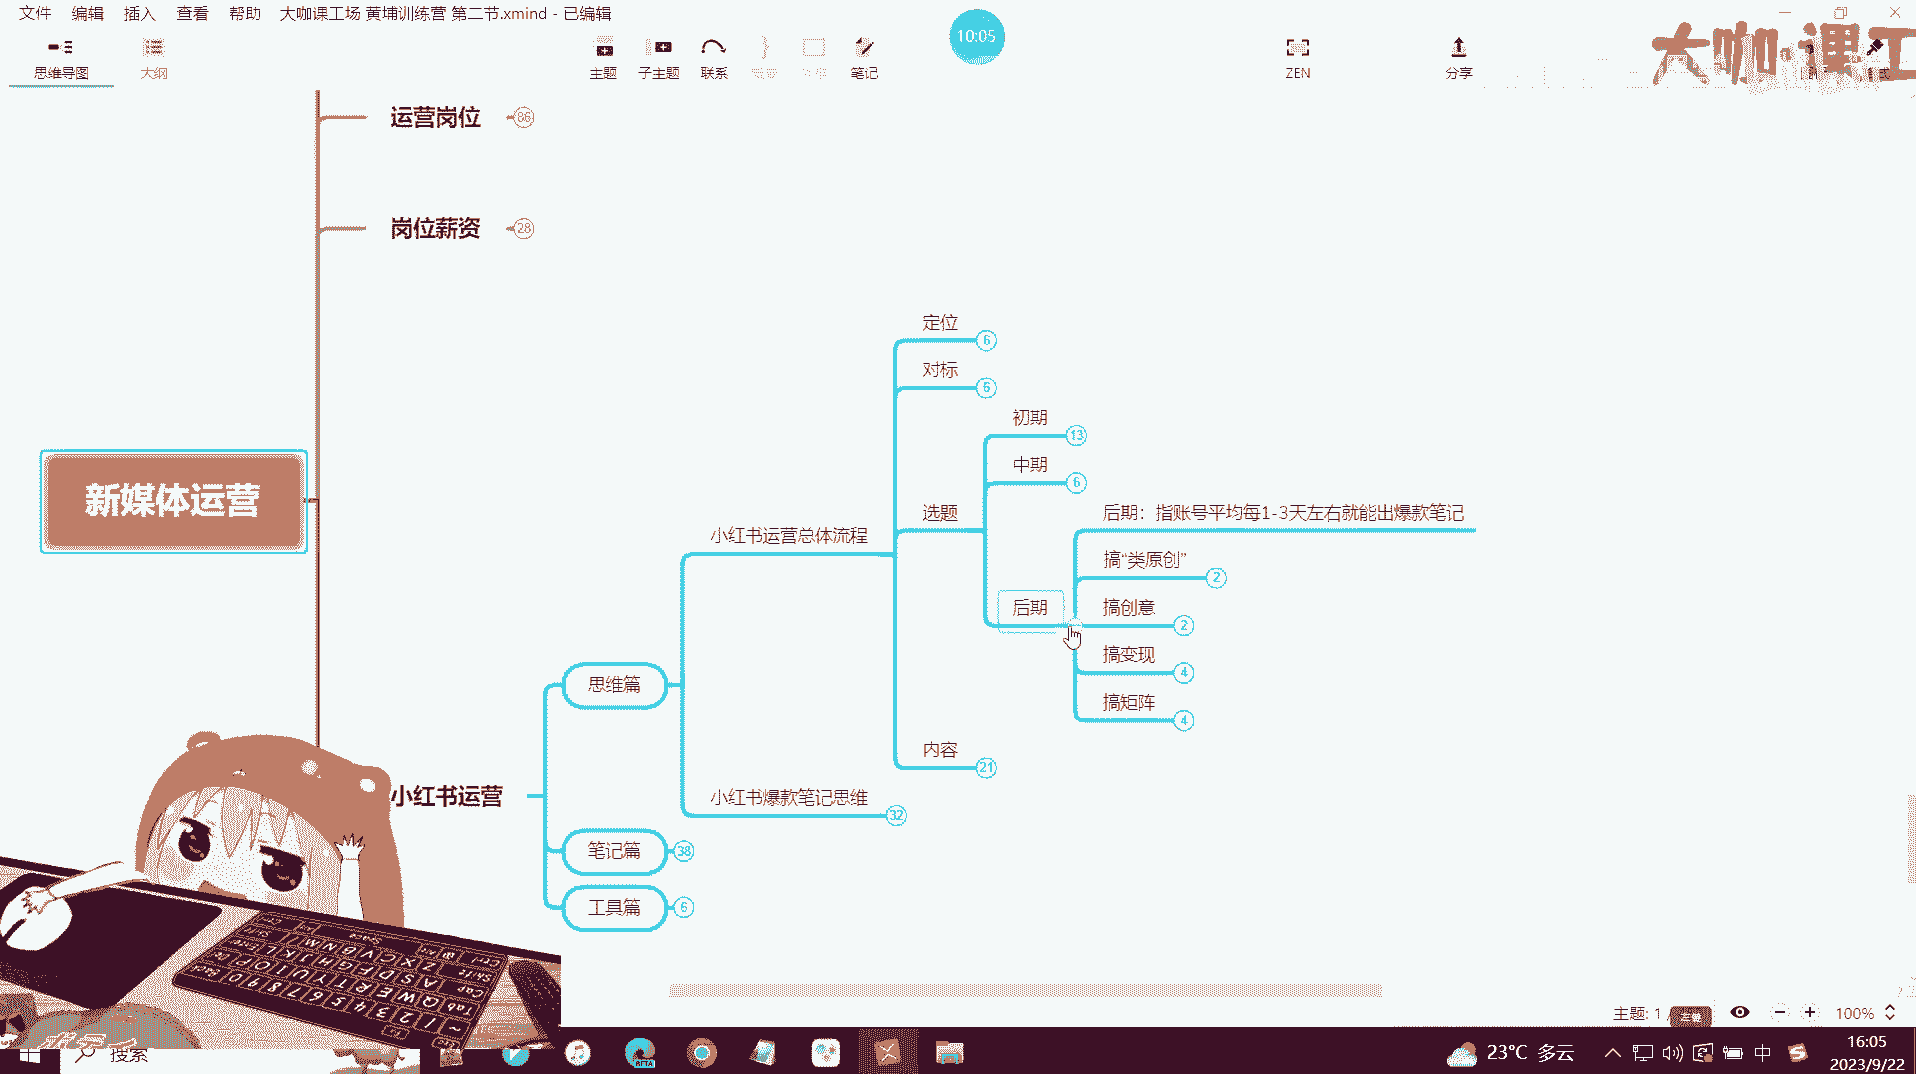 文件 编辑 插入 查看 帮助 大咖课工场 黄埔训练营 第二节.xmind - 已编辑
思维导图
大纲
主题
子主题
联系
笔记
10:05
ZEN
分享
大咖·课工
运营岗位 86
岗位薪资 28
新媒体运营
小红书运营
思维篇
笔记篇 38
工具篇 6
小红书运营总体流程
小红书爆款笔记思维 32
定位 6
对标 6
选题
内容 21
初期 13
中期 6
后期
后期：指账号平均每1-3天左右就能出爆款笔记
搞“类原创” 2
搞创意 2
搞变现 4
搞矩阵 4
主题: 1 /
100%
搜索
BETA
23°C 多云
中
16:05
2023/9/22